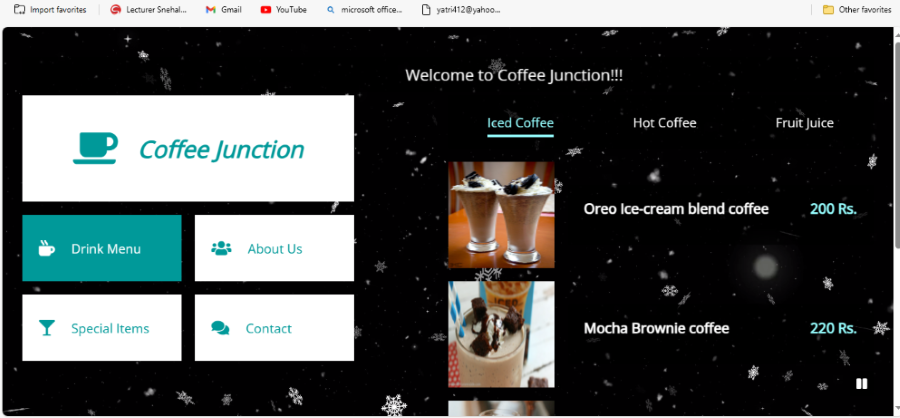 Import favorites
Lecturer Snehal...
Gmail
YouTube
microsoft office...
yatri412@yahoo...
Other favorites
Welcome to Coffee Junction!!!
Coffee Junction
Iced Coffee
Hot Coffee
Fruit Juice
Drink Menu
About Us
Special Items
Contact
Oreo Ice-cream blend coffee
200 Rs.
ICED
Mocha Brownie coffee
220 Rs.